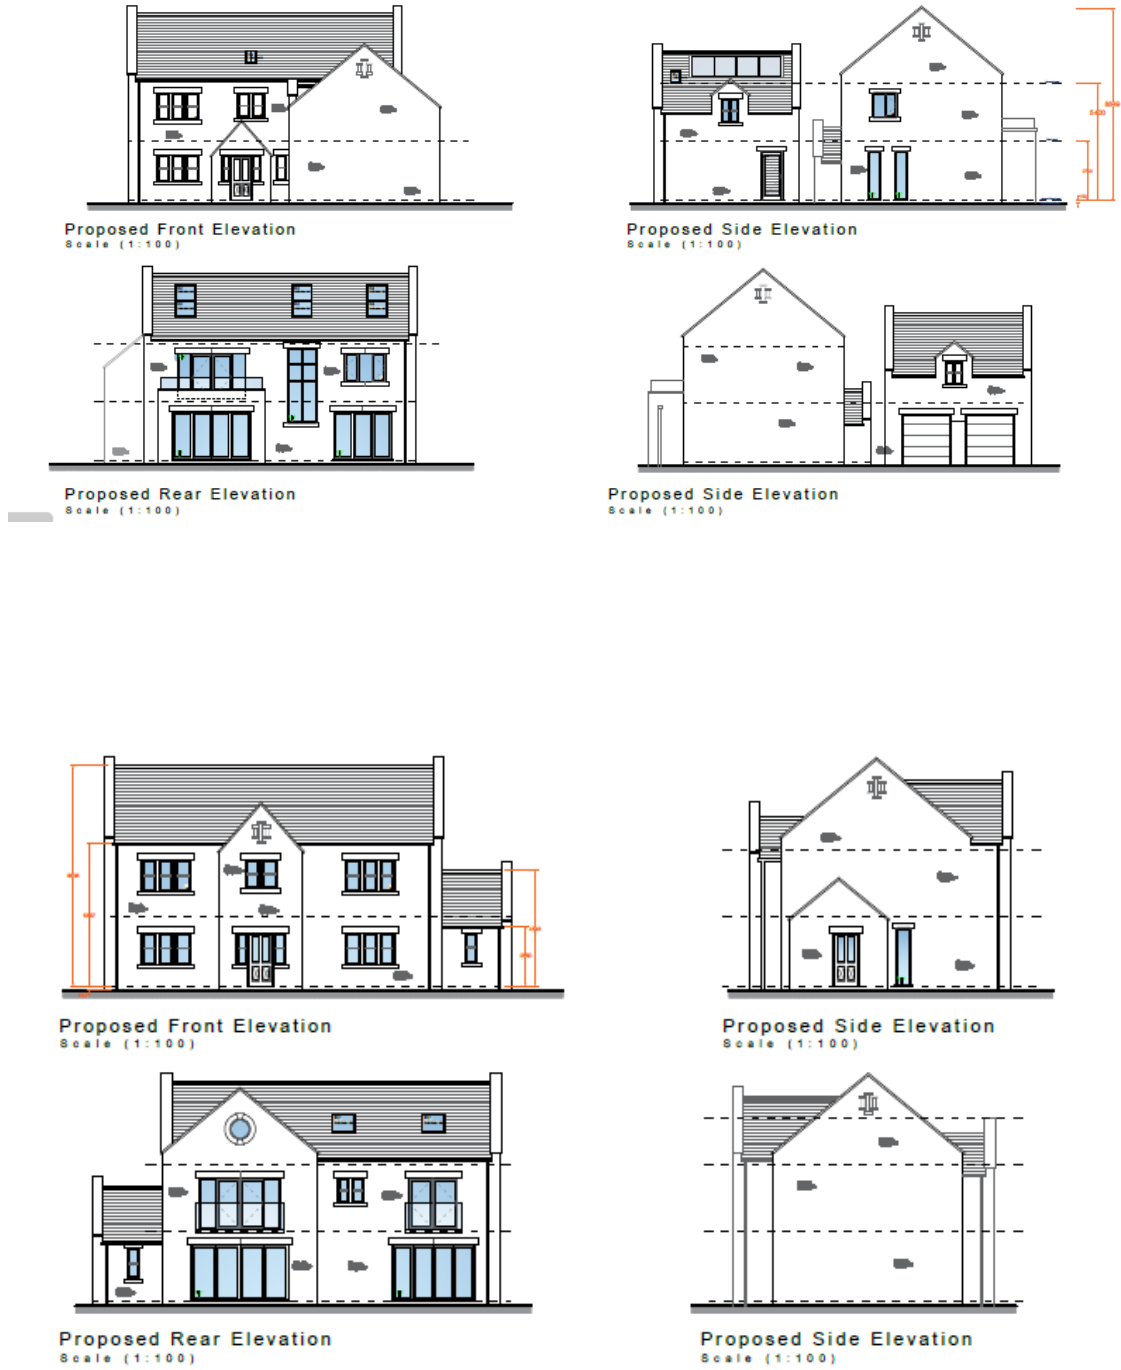 Proposed Front Elevation
Scale (1:100)
Proposed Side Elevation
Scale (1:100)
Proposed Rear Elevation
Scale (1:100)
Proposed Side Elevation
Scale (1:100)
Proposed Front Elevation
Scale (1:100)
Proposed Side Elevation
Scale (1:100)
Proposed Rear Elevation
Scale (1:100)
Proposed Side Elevation
Scale (1:100)